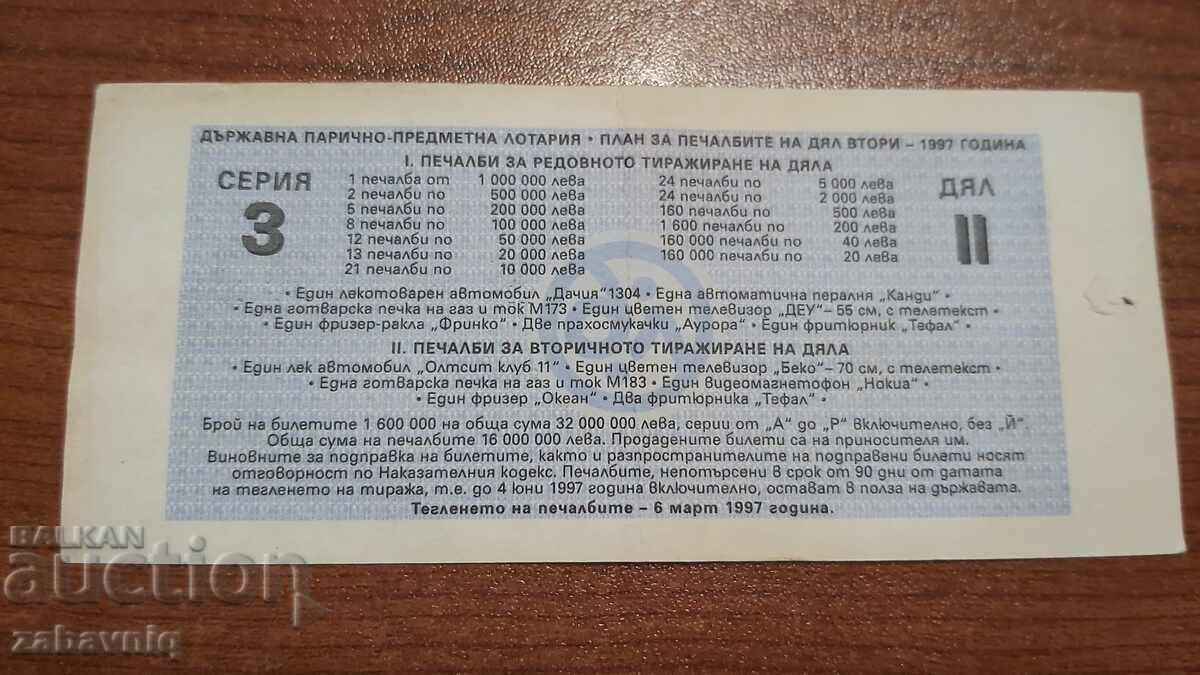 ДЪРЖАВНА ПАРИЧНО-ПРЕДМЕТНА ЛОТАРИЯ • ПЛАН ЗА ПЕЧАЛБИТЕ НА ДЯЛ ВТОРИ – 1997 ГОДИНА
I. ПЕЧАЛБИ ЗА РЕДОВНОТО ТИРАЖИРАНЕ НА ДЯЛА
СЕРИЯ
3
1 печалба от 1 000 000 лева
2 печалби по 500 000 лева
5 печалби по 200 000 лева
8 печалби по 100 000 лева
12 печалби по 50 000 лева
13 печалби по 20 000 лева
21 печалби по 10 000 лева
24 печалби по 5 000 лева
24 печалби по 2 000 лева
160 печалби по 500 лева
1 600 печалби по 200 лева
160 000 печалби по 40 лева
160 000 печалби по 20 лева
ДЯЛ
II
• Един лекотоварен автомобил „Дачия" 1304 • Една автоматична пералня „Канди" •
• Една готварска печка на газ и ток М173 • Един цветен телевизор „ДЕУ" – 55 см, с телетекст •
• Един фризер-ракла „Фринко" • Две прахосмукачки „Аурора" • Един фритюрник „Тефал" •
II. ПЕЧАЛБИ ЗА ВТОРИЧНОТО ТИРАЖИРАНЕ НА ДЯЛА
• Един лек автомобил „Олтсит клуб 11" • Един цветен телевизор „Беко" – 70 см, с телетекст •
• Една готварска печка на газ и ток М183 • Един видеомагнетофон „Нокиа" •
• Един фризер „Океан" • Два фритюрника „Тефал" •
Брой на билетите 1 600 000 на обща сума 32 000 000 лева, серии от „А" до „Р" включително, без „Й".
Обща сума на печалбите 16 000 000 лева. Продадените билети са на приносителя им.
Виновните за подправка на билетите, както и разпространителите на подправени билети носят
отговорност по Наказателния кодекс. Печалбите, непотърсени в срок от 90 дни от датата
на тегленето на тиража, т.е. до 4 юни 1997 година включително, остават в полза на държавата.
Тегленето на печалбите – 6 март 1997 година.
BALKAN
auction
zabavniq